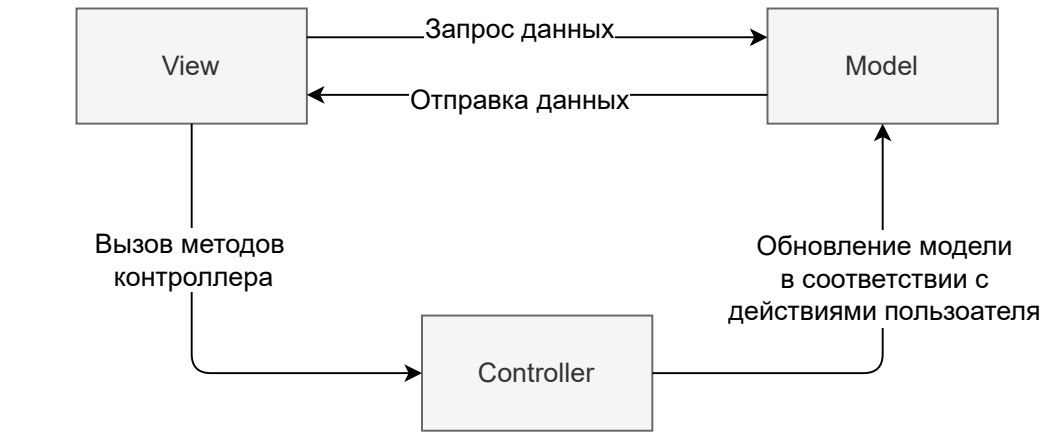 Запрос данных
View
Model
Отправка данных
Вызов методов
контроллера
Обновление модели
в соответствии с
действиями пользоателя
Controller